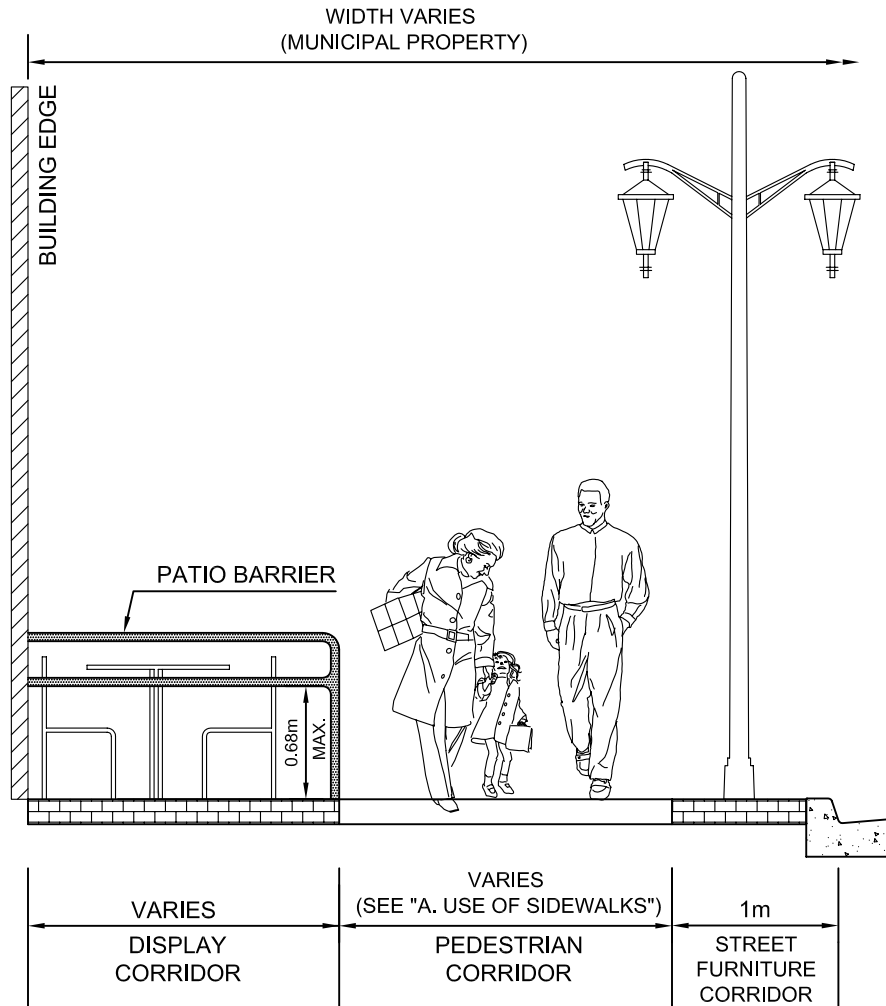 WIDTH VARIES
(MUNICIPAL PROPERTY)
BUILDING EDGE
PATIO BARRIER
0.68m
MAX.
VARIES
DISPLAY
CORRIDOR
VARIES
(SEE "A. USE OF SIDEWALKS")
PEDESTRIAN
CORRIDOR
1m
STREET
FURNITURE
CORRIDOR